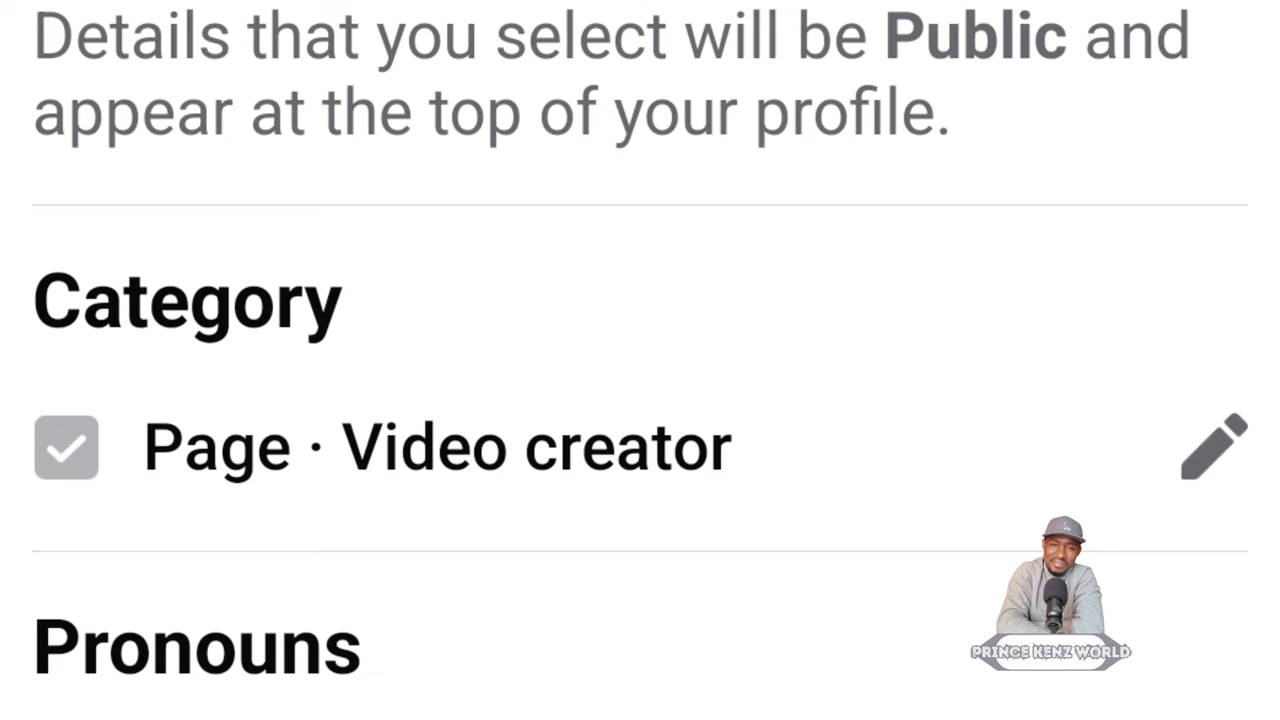 Details that you select will be Public and
appear at the top of your profile.
Category
Page · Video creator
Pronouns
PRINCE KENZ WORLD